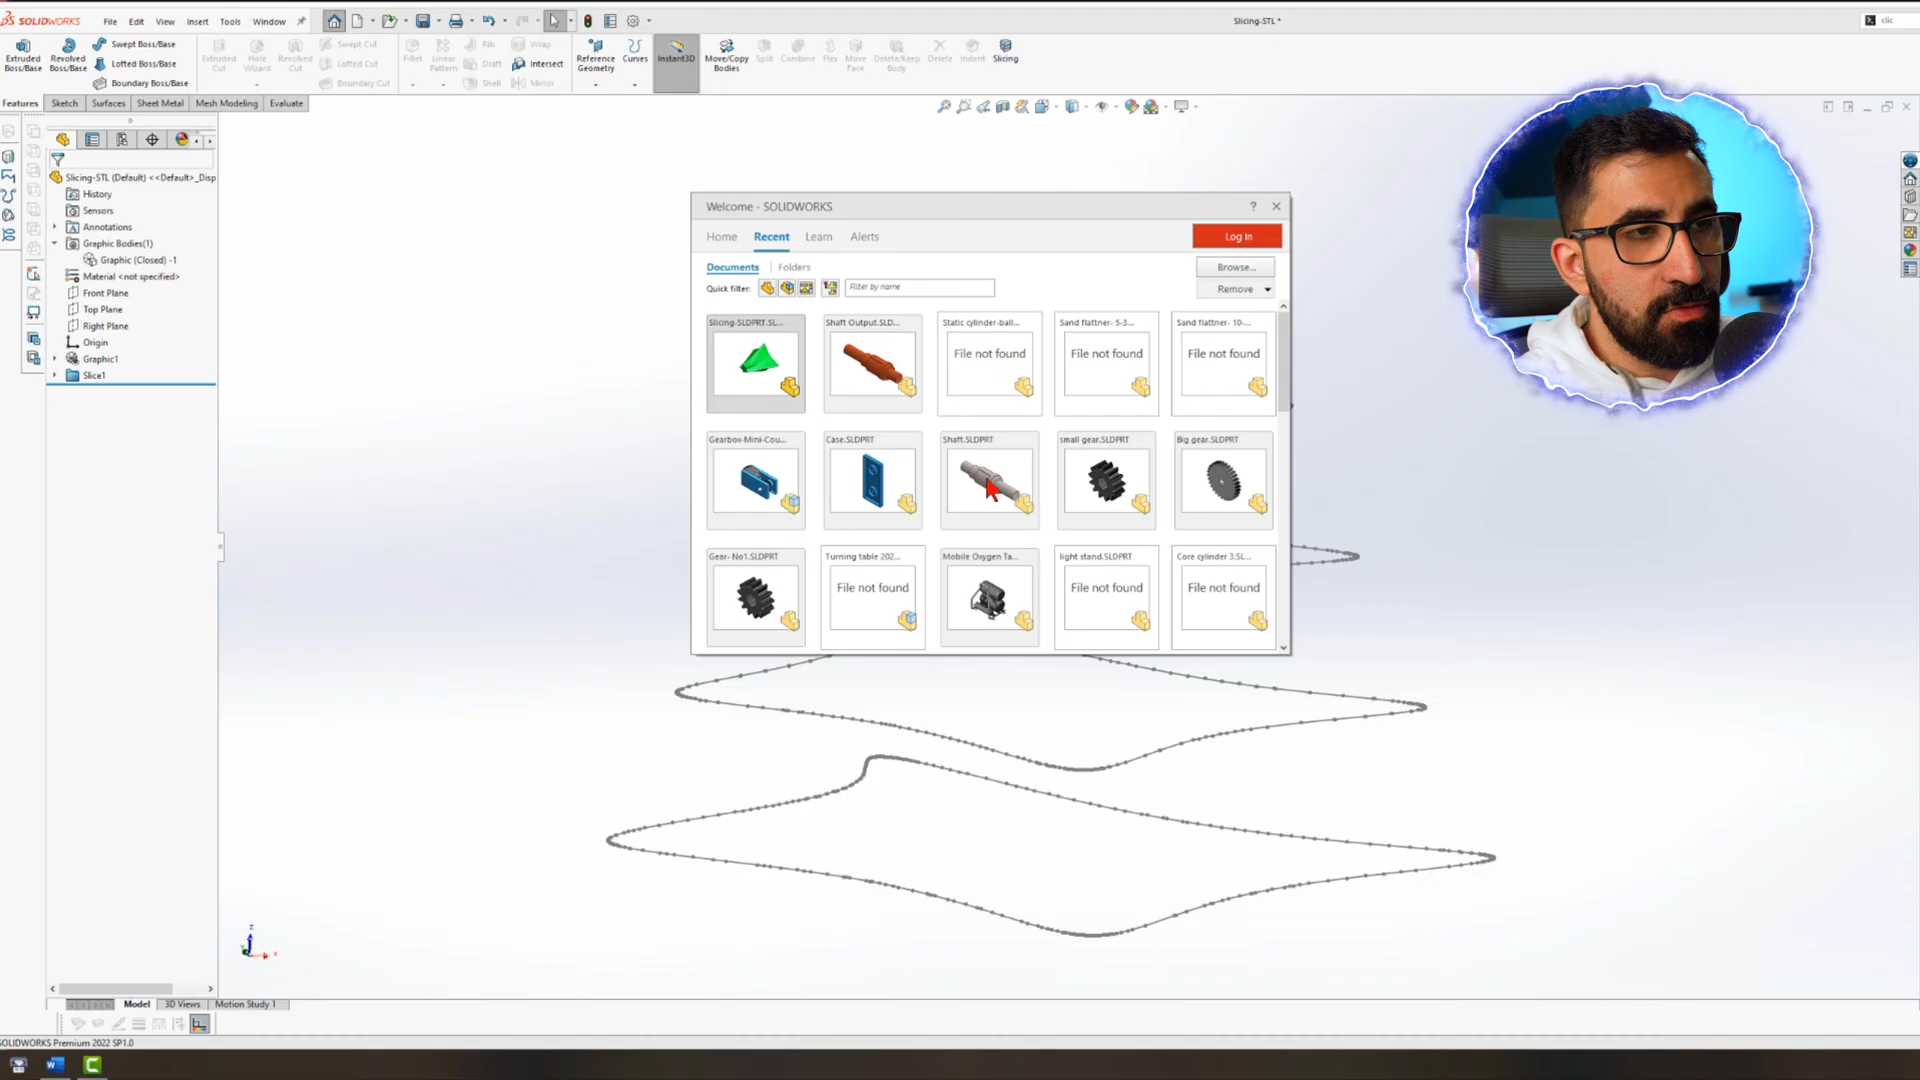 SOLIDWORKS File Edit View Insert Tools Window Slicing-STL * slic
Extruded Boss/Base Revolved Boss/Base Swept Boss/Base Lofted Boss/Base Boundary Boss/Base Extruded Cut Hole Wizard Revolved Cut Swept Cut Lofted Cut Boundary Cut Fillet Linear Pattern Rib Draft Shell Wrap Intersect Mirror Reference Geometry Curves Instant3D Move/Copy Bodies Split Combine Flex Move Face Delete/Keep Body Delete Indent Slicing
Features Sketch Surfaces Sheet Metal Mesh Modeling Evaluate
Slicing-STL (Default) <<Default>_Disp
History
Sensors
Annotations
Graphic Bodies(1)
Graphic (Closed) -1
Material <not specified>
Front Plane
Top Plane
Right Plane
Origin
Graphic1
Slice1
Welcome - SOLIDWORKS ?
Home Recent Learn Alerts Log In
Documents Folders Browse...
Quick filter: Filter by name Remove
Slicing-SLDPRT.SL... Shaft Output.SLD... Static cylinder-ball... Sand flattner- 5-3... Sand flattner- 10-...
File not found File not found File not found
Gearbox-Mini-Cou... Case.SLDPRT Shaft.SLDPRT small gear.SLDPRT Big gear.SLDPRT
Gear- No1.SLDPRT Turning table 202... Mobile Oxygen Ta... light stand.SLDPRT Core cylinder 3.SL...
File not found File not found File not found
Model 3D Views Motion Study 1
SOLIDWORKS Premium 2022 SP1.0